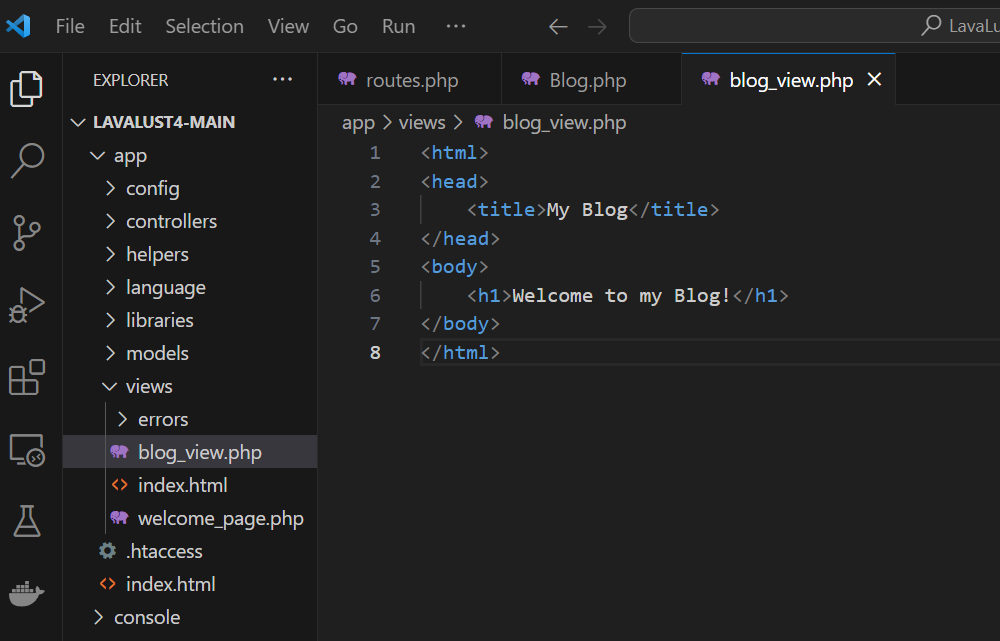 File Edit Selection View Go Run ··· LavaLu
EXPLORER ···
LAVALUST4-MAIN
app
config
controllers
helpers
language
libraries
models
views
errors
blog_view.php
index.html
welcome_page.php
.htaccess
index.html
console
routes.php Blog.php blog_view.php
app > views > blog_view.php
1 <html>
2 <head>
3 <title>My Blog</title>
4 </head>
5 <body>
6 <h1>Welcome to my Blog!</h1>
7 </body>
8 </html>